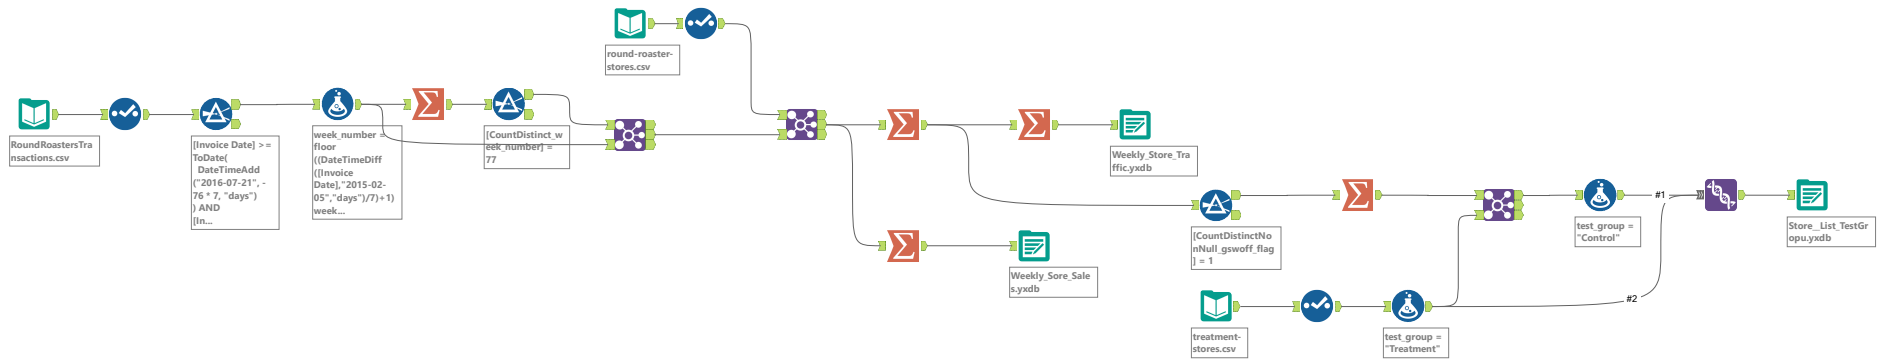 round-roaster-
stores.csv
RoundRoastersTra
nsactions.csv
[Invoice Date] >=
ToDate(
DateTimeAdd
("2016-07-21", -
76 * 7, "days")
) AND
[In...
week_number =
floor
((DateTimeDiff
([Invoice
Date],"2015-02-
05","days")/7)+1)
week...
[CountDistinct_w
eek_number] =
77
Weekly_Store_Tra
ffic.yxdb
Weekly_Sore_Sale
s.yxdb
[CountDistinctNo
nNull_gswoff_flag
] = 1
treatment-
stores.csv
test_group =
"Treatment"
test_group =
"Control"
#1
#2
Store__List_TestGr
opu.yxdb